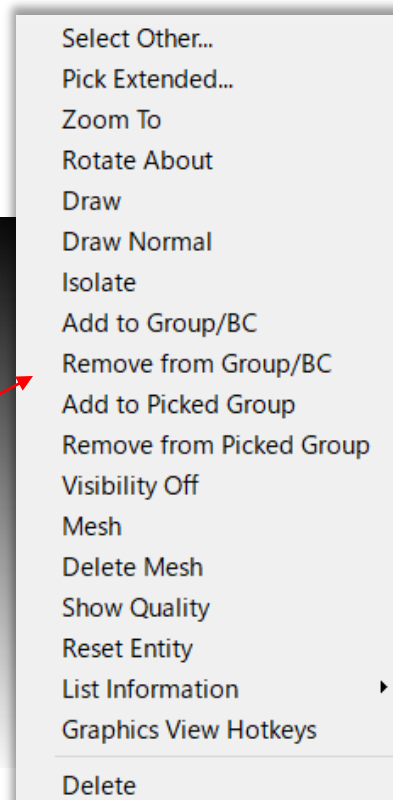 Select Other...
Pick Extended...
Zoom To
Rotate About
Draw
Draw Normal
Isolate
Add to Group/BC
Remove from Group/BC
Add to Picked Group
Remove from Picked Group
Visibility Off
Mesh
Delete Mesh
Show Quality
Reset Entity
List Information
Graphics View Hotkeys
Delete